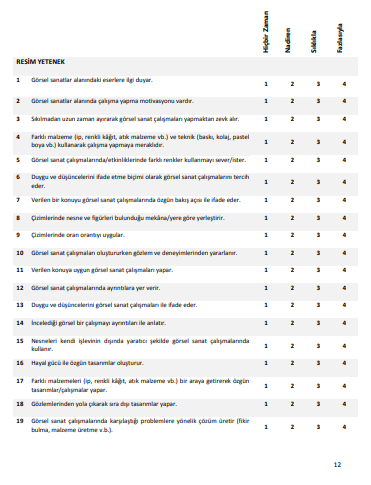 Hiçbir Zaman
Nadiren
Sıklıkla
Fazlasıyla
RESİM YETENEK
1 Görsel sanatlar alanındaki eserlere ilgi duyar. 1 2 3 4
2 Görsel sanatlar alanında çalışma yapma motivasyonu vardır. 1 2 3 4
3 Sıkılmadan uzun zaman ayırarak görsel sanat çalışmaları yapmaktan zevk alır. 1 2 3 4
4 Farklı malzeme (ip, renkli kâğıt, atık malzeme vb.) ve teknik (baskı, kolaj, pastel
boya vb.) kullanarak çalışma yapmaya meraklıdır. 1 2 3 4
5 Görsel sanat çalışmalarında/etkinliklerinde farklı renkler kullanmayı sever/ister. 1 2 3 4
6 Duygu ve düşüncelerini ifade etme biçimi olarak görsel sanat çalışmalarını tercih
eder. 1 2 3 4
7 Verilen bir konuyu görsel sanat çalışmalarında özgün bakış açısı ile ifade eder. 1 2 3 4
8 Çizimlerinde nesne ve figürleri bulunduğu mekâna/yere göre yerleştirir. 1 2 3 4
9 Çizimlerinde oran orantıyı uygular. 1 2 3 4
10 Görsel sanat çalışmaları oluştururken gözlem ve deneyimlerinden yararlanır. 1 2 3 4
11 Verilen konuya uygun görsel sanat çalışmaları yapar. 1 2 3 4
12 Görsel sanat çalışmalarında ayrıntılara yer verir. 1 2 3 4
13 Duygu ve düşüncelerini görsel sanat çalışmaları ile ifade eder. 1 2 3 4
14 İncelediği görsel bir çalışmayı ayrıntıları ile anlatır. 1 2 3 4
15 Nesneleri kendi işlevinin dışında yaratıcı şekilde görsel sanat çalışmalarında
kullanır. 1 2 3 4
16 Hayal gücü ile özgün tasarımlar oluşturur. 1 2 3 4
17 Farklı malzemeleri (ip, renkli kâğıt, atık malzeme vb.) bir araya getirerek özgün
tasarımlar/çalışmalar yapar. 1 2 3 4
18 Gözlemlerinden yola çıkarak sıra dışı tasarımlar yapar. 1 2 3 4
19 Görsel sanat çalışmalarında karşılaştığı problemlere yönelik çözüm üretir (fikir
bulma, malzeme üretme v.b.). 1 2 3 4
12